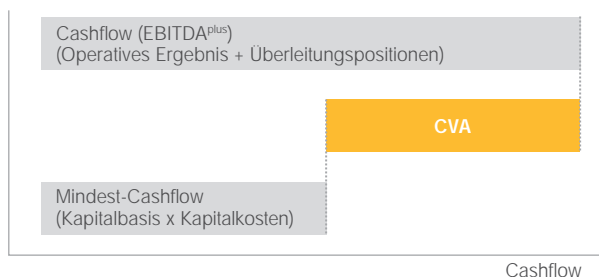 Cashflow (EBITDAplus)
(Operatives Ergebnis + Überleitungspositionen)
CVA
Mindest-Cashflow
(Kapitalbasis x Kapitalkosten)
Cashflow